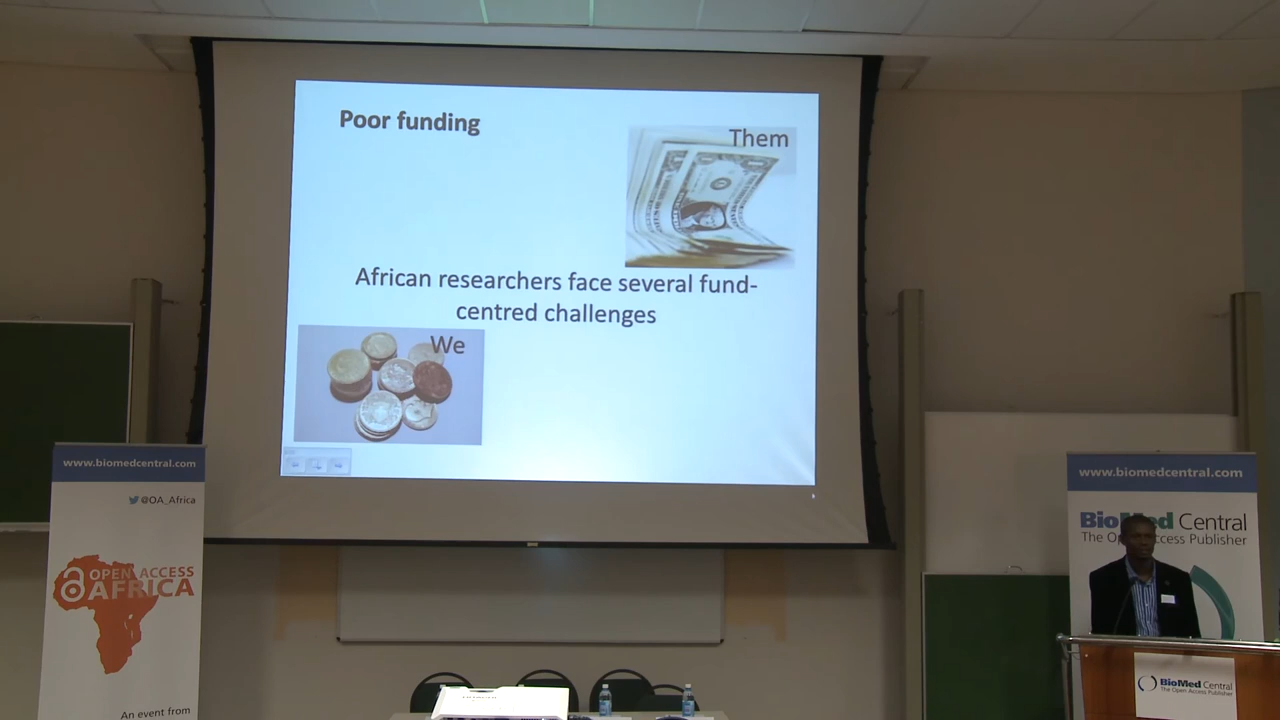 Poor funding
Them
African researchers face several fund-
centred challenges
We
www.biomedcentral.com
@OA_Africa
OPEN ACCESS
AFRICA
An event from
www.biomedcentral.com
BioMed Central
The Open Access Publisher
BioMed Central
The Open Access Publisher